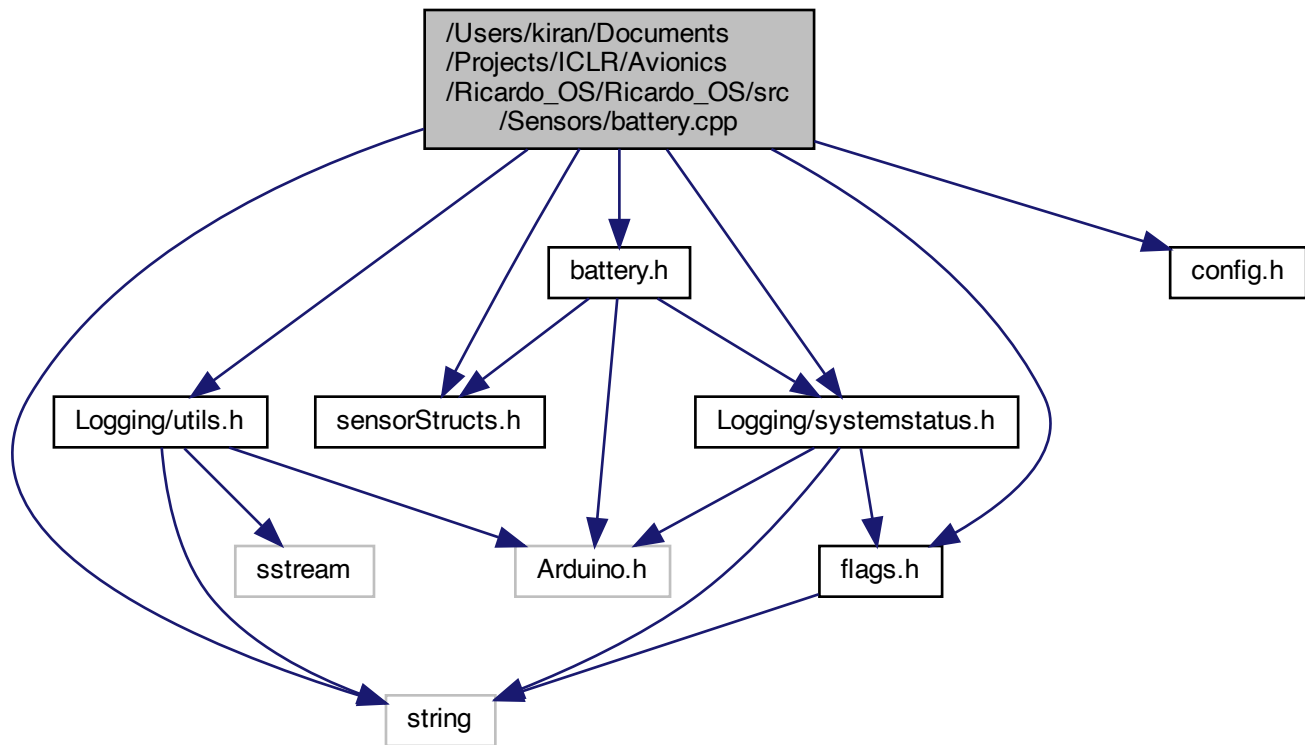 /Users/kiran/Documents
/Projects/ICLR/Avionics
/Ricardo_OS/Ricardo_OS/src
/Sensors/battery.cpp
battery.h
config.h
Logging/utils.h
sensorStructs.h
Logging/systemstatus.h
sstream
Arduino.h
flags.h
string